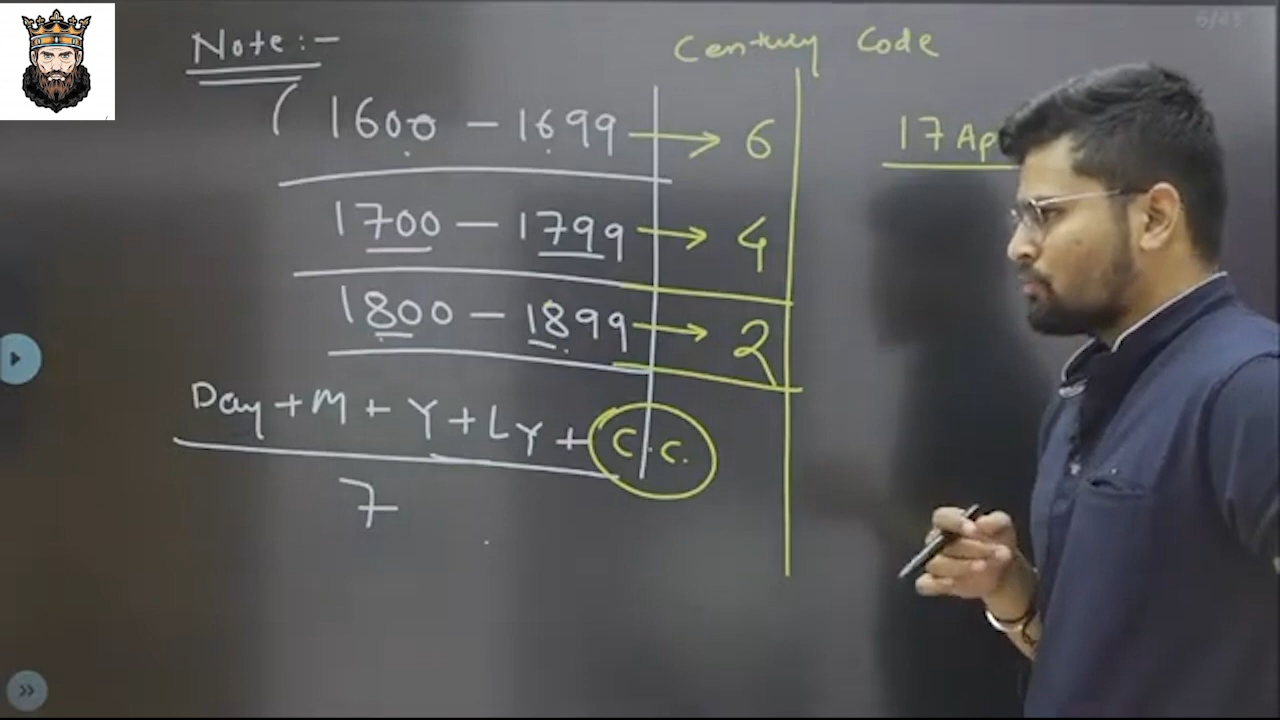 Note:-
Century Code
( 1600 - 1699 → 6
17 Ap
1700 - 1799 → 4
1800 - 1899 → 2
Day + M + Y + LY + C.C.
7